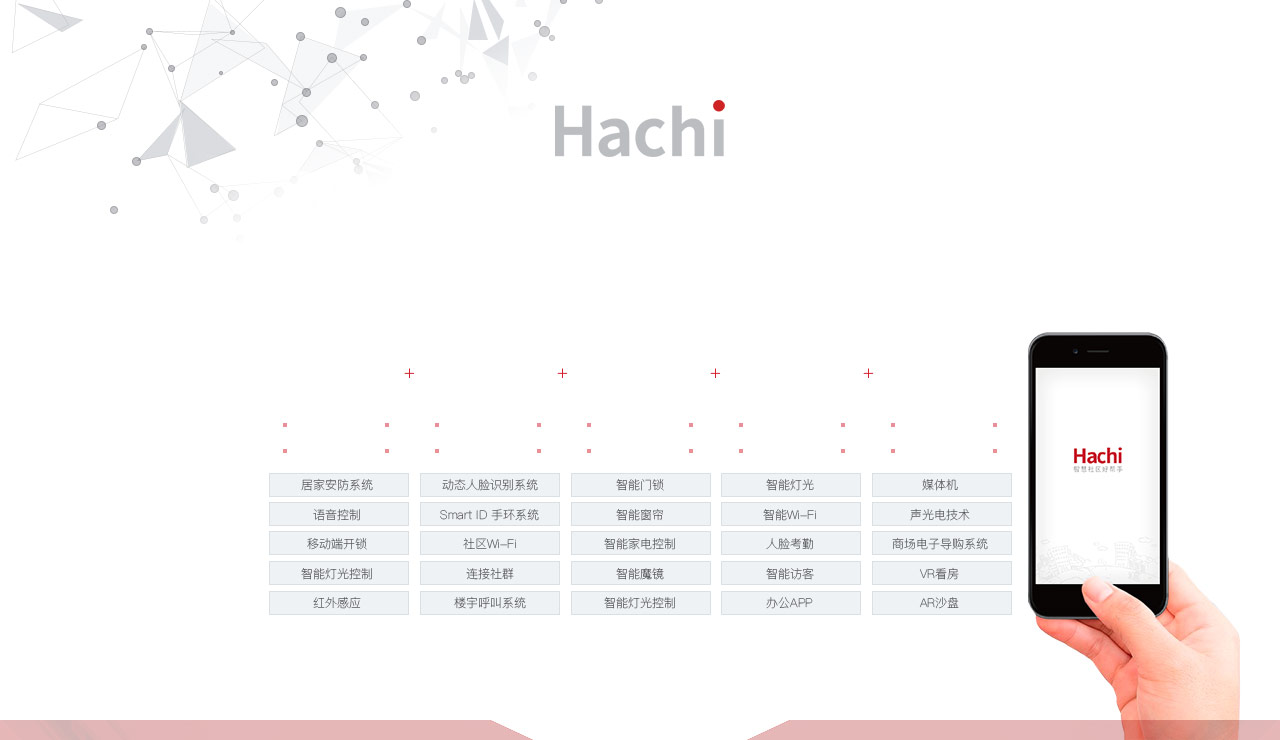 Hachi
Hachi
智慧社区好帮手
居家安防系统 动态人脸识别系统 智能门锁 智能灯光 媒体机
语音控制 Smart ID 手环系统 智能窗帘 智能Wi-Fi 声光电技术
移动端开锁 社区Wi-Fi 智能家电控制 人脸考勤 商场电子导购系统
智能灯光控制 连接社群 智能魔镜 智能访客 VR看房
红外感应 楼宇呼叫系统 智能灯光控制 办公APP AR沙盘